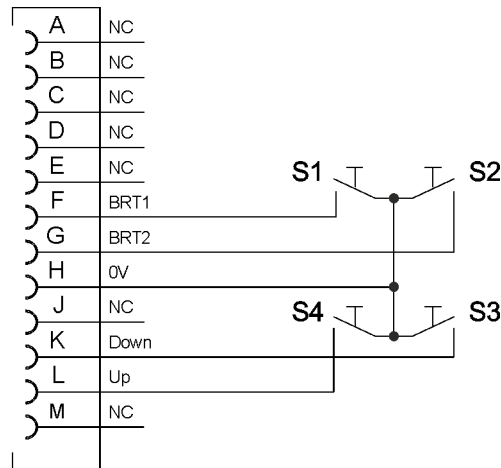 A NC
B NC
C NC
D NC
E NC
S1 S2
F BRT1
G BRT2
H 0V
J NC
S4 S3
K Down
L Up
M NC